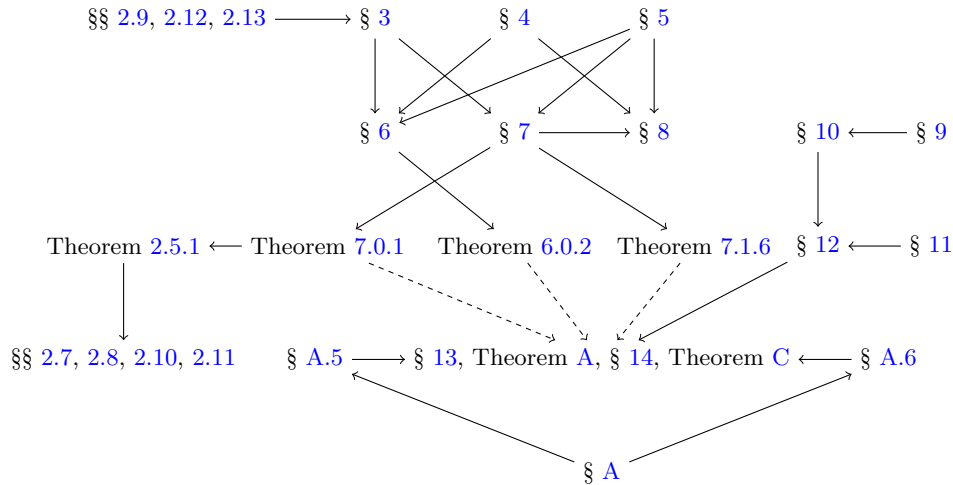 §§ 2.9, 2.12, 2.13 § 3 § 4 § 5
§ 6 § 7 § 8 § 10 § 9
Theorem 2.5.1 Theorem 7.0.1 Theorem 6.0.2 Theorem 7.1.6 § 12 § 11
§§ 2.7, 2.8, 2.10, 2.11 § A.5 § 13, Theorem A, § 14, Theorem C § A.6
§ A